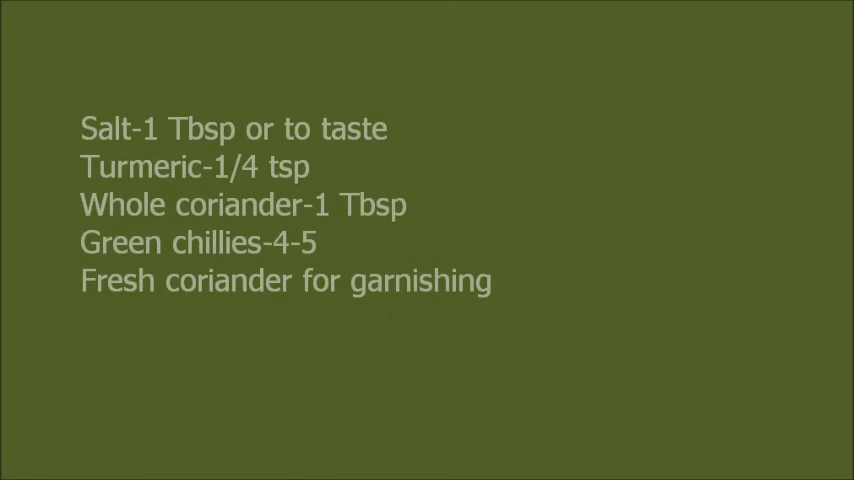 Salt-1 Tbsp or to taste
Turmeric-1/4 tsp
Whole coriander-1 Tbsp
Green chillies-4-5
Fresh coriander for garnishing